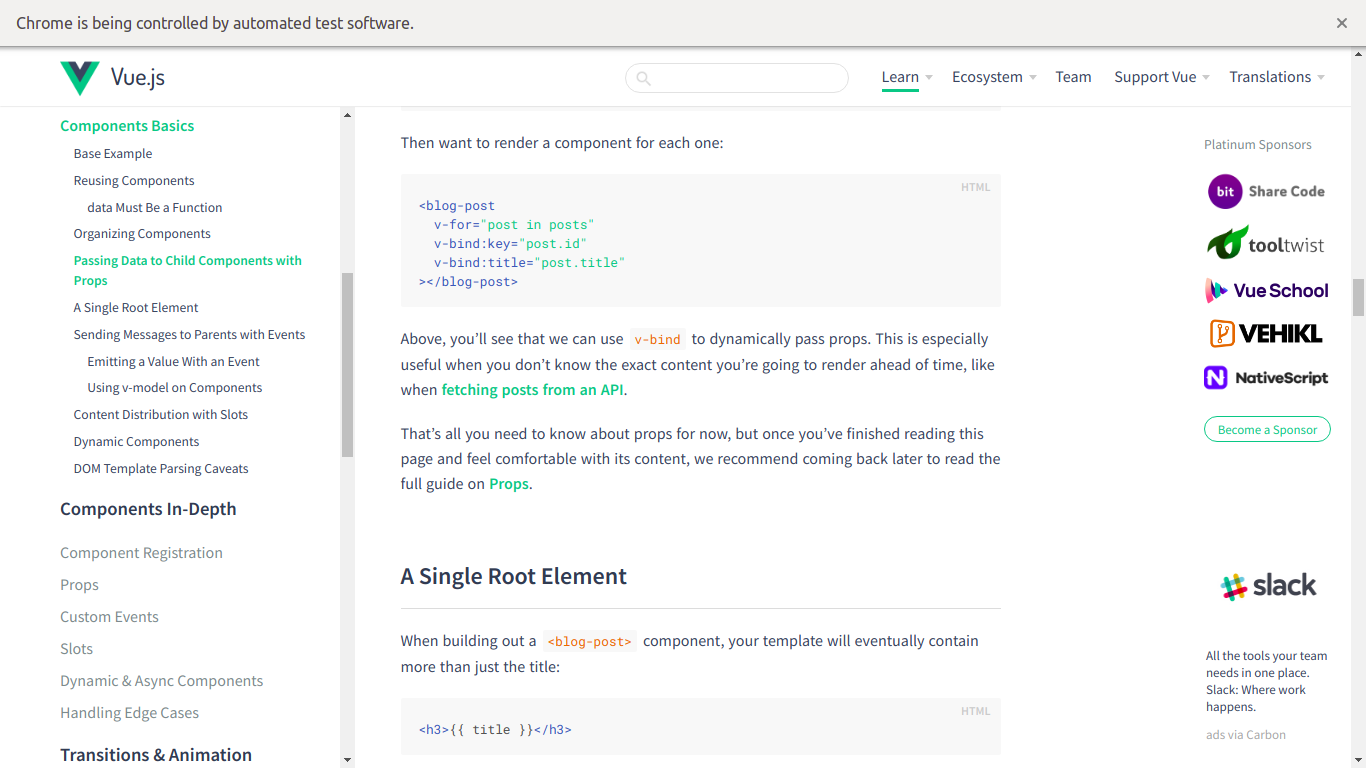 Chrome is being controlled by automated test software.
Vue.js
Learn
Ecosystem
Team
Support Vue
Translations
Components Basics
Base Example
Reusing Components
data Must Be a Function
Organizing Components
Passing Data to Child Components with
Props
A Single Root Element
Sending Messages to Parents with Events
Emitting a Value With an Event
Using v-model on Components
Content Distribution with Slots
Dynamic Components
DOM Template Parsing Caveats
Components In-Depth
Component Registration
Props
Custom Events
Slots
Dynamic & Async Components
Handling Edge Cases
Transitions & Animation
Then want to render a component for each one:
HTML
<blog-post
  v-for="post in posts"
  v-bind:key="post.id"
  v-bind:title="post.title"
></blog-post>
Above, you’ll see that we can use v-bind to dynamically pass props. This is especially
useful when you don’t know the exact content you’re going to render ahead of time, like
when fetching posts from an API.
That’s all you need to know about props for now, but once you’ve finished reading this
page and feel comfortable with its content, we recommend coming back later to read the
full guide on Props.
A Single Root Element
When building out a <blog-post> component, your template will eventually contain
more than just the title:
HTML
<h3>{{ title }}</h3>
Platinum Sponsors
bit Share Code
tooltwist
Vue School
VEHIKL
NativeScript
Become a Sponsor
slack
All the tools your team
needs in one place.
Slack: Where work
happens.
ads via Carbon